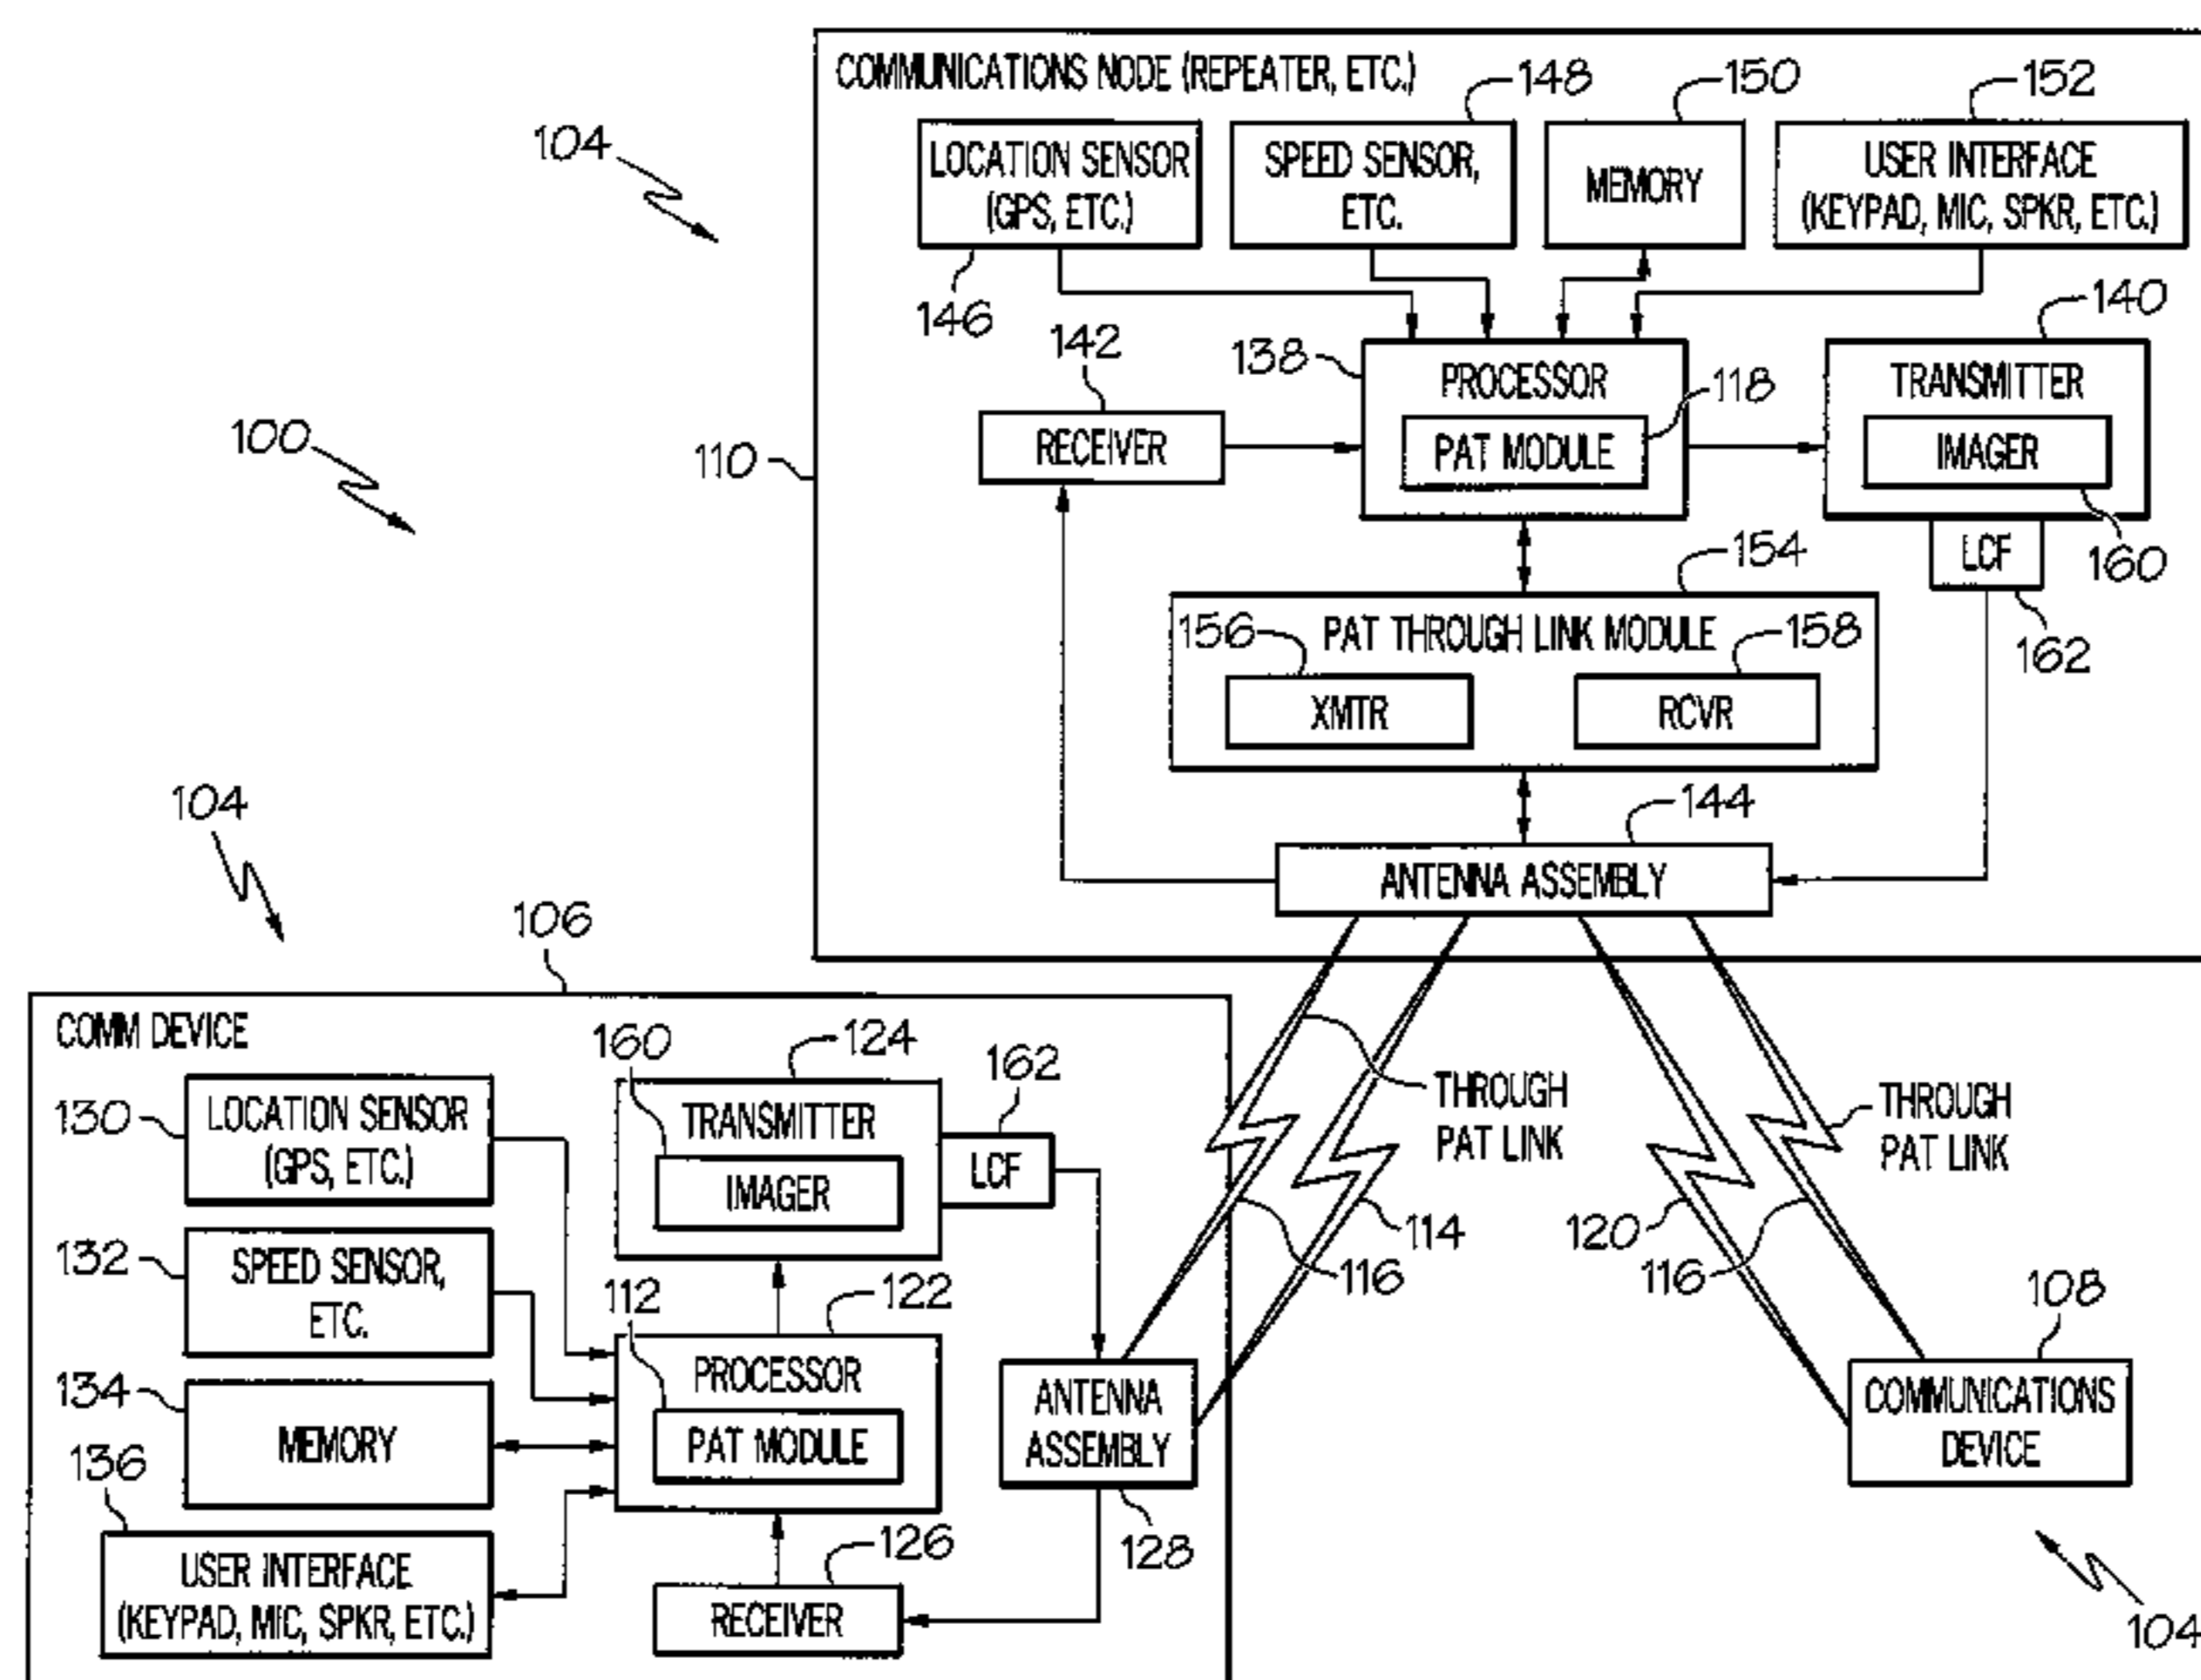 COMMUNICATIONS NODE (REPEATER, ETC.)
148
150
152
104
LOCATION SENSOR
(GPS, ETC.)
SPEED SENSOR,
ETC.
MEMORY
USER INTERFACE
(KEYPAD, MIC, SPKR, ETC.)
146
142
138
140
PROCESSOR
118
TRANSMITTER
100
110
RECEIVER
PAT MODULE
IMAGER
154
LCF
160
156
PAT THROUGH LINK MODULE
158
162
XMTR
RCVR
104
144
ANTENNA ASSEMBLY
106
COMM DEVICE
160
124
162
130
LOCATION SENSOR
(GPS, ETC.)
TRANSMITTER
IMAGER
LCF
THROUGH
PAT LINK
THROUGH
PAT LINK
132
SPEED SENSOR,
ETC.
116
114
120
116
112
122
108
134
MEMORY
PROCESSOR
PAT MODULE
ANTENNA
ASSEMBLY
COMMUNICATIONS
DEVICE
136
126
128
USER INTERFACE
(KEYPAD, MIC, SPKR, ETC.)
RECEIVER
104